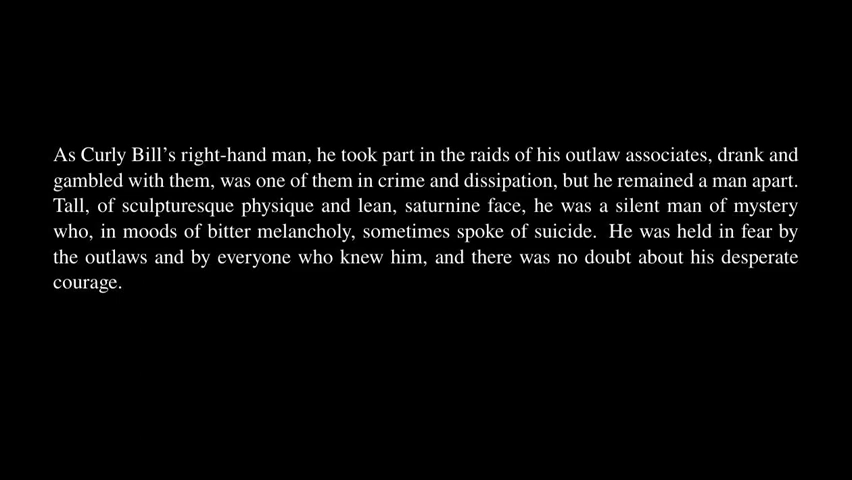 As Curly Bill's right-hand man, he took part in the raids of his outlaw associates, drank and
gambled with them, was one of them in crime and dissipation, but he remained a man apart.
Tall, of sculpturesque physique and lean, saturnine face, he was a silent man of mystery
who, in moods of bitter melancholy, sometimes spoke of suicide. He was held in fear by
the outlaws and by everyone who knew him, and there was no doubt about his desperate
courage.